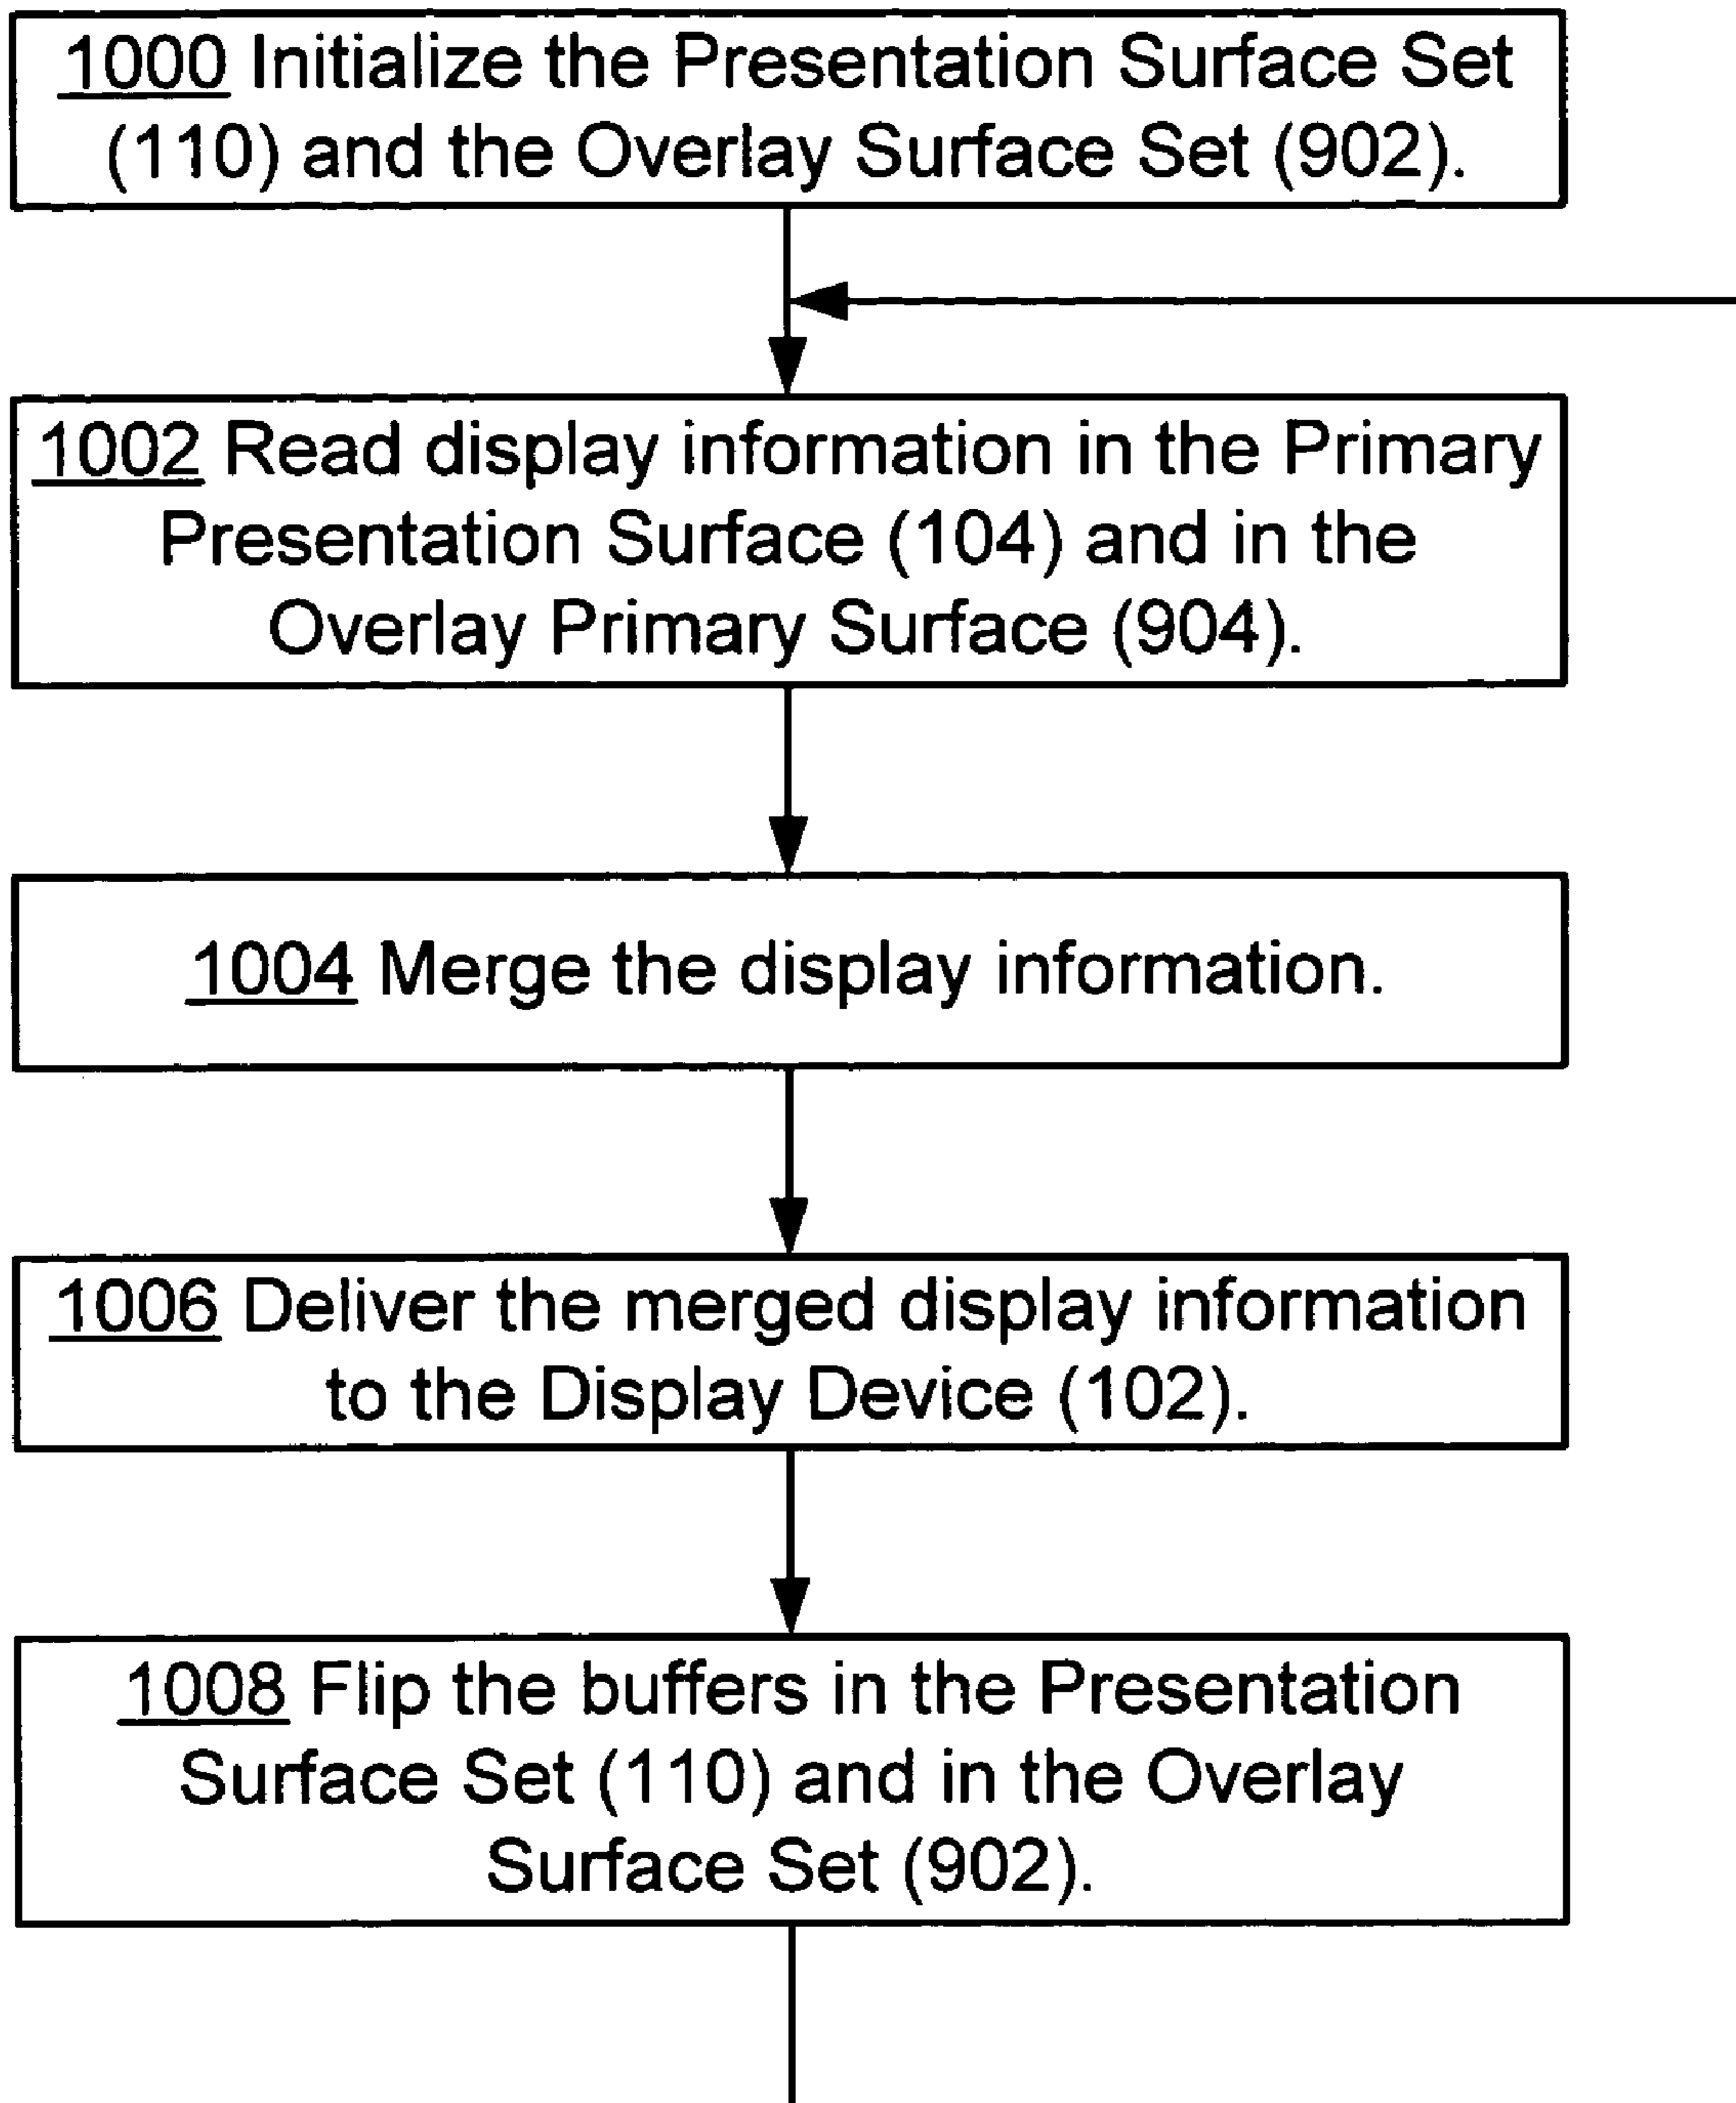 1000 Initialize the Presentation Surface Set
(110) and the Overlay Surface Set (902).
1002 Read display information in the Primary
Presentation Surface (104) and in the
Overlay Primary Surface (904).
1004 Merge the display information.
1006 Deliver the merged display information
to the Display Device (102).
1008 Flip the buffers in the Presentation
Surface Set (110) and in the Overlay
Surface Set (902).